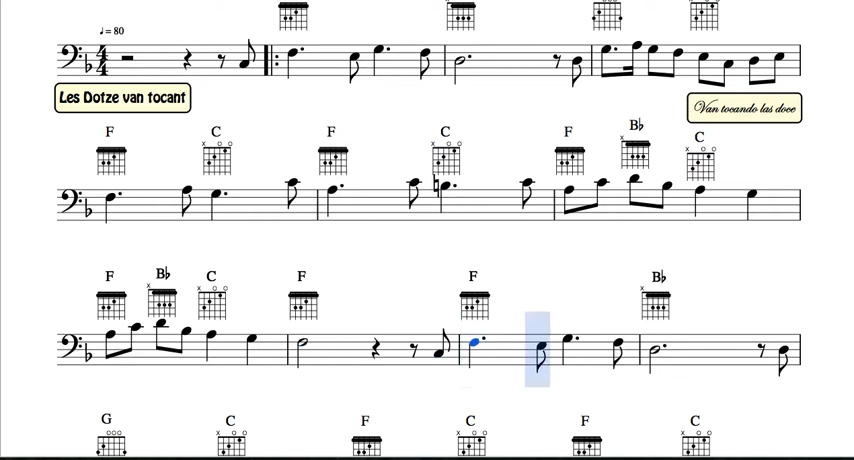 ♩ = 80
Les Dotze van tocant
Van tocando las doce
F C F C F B♭ C
F B♭ C F F B♭
G C F C F C